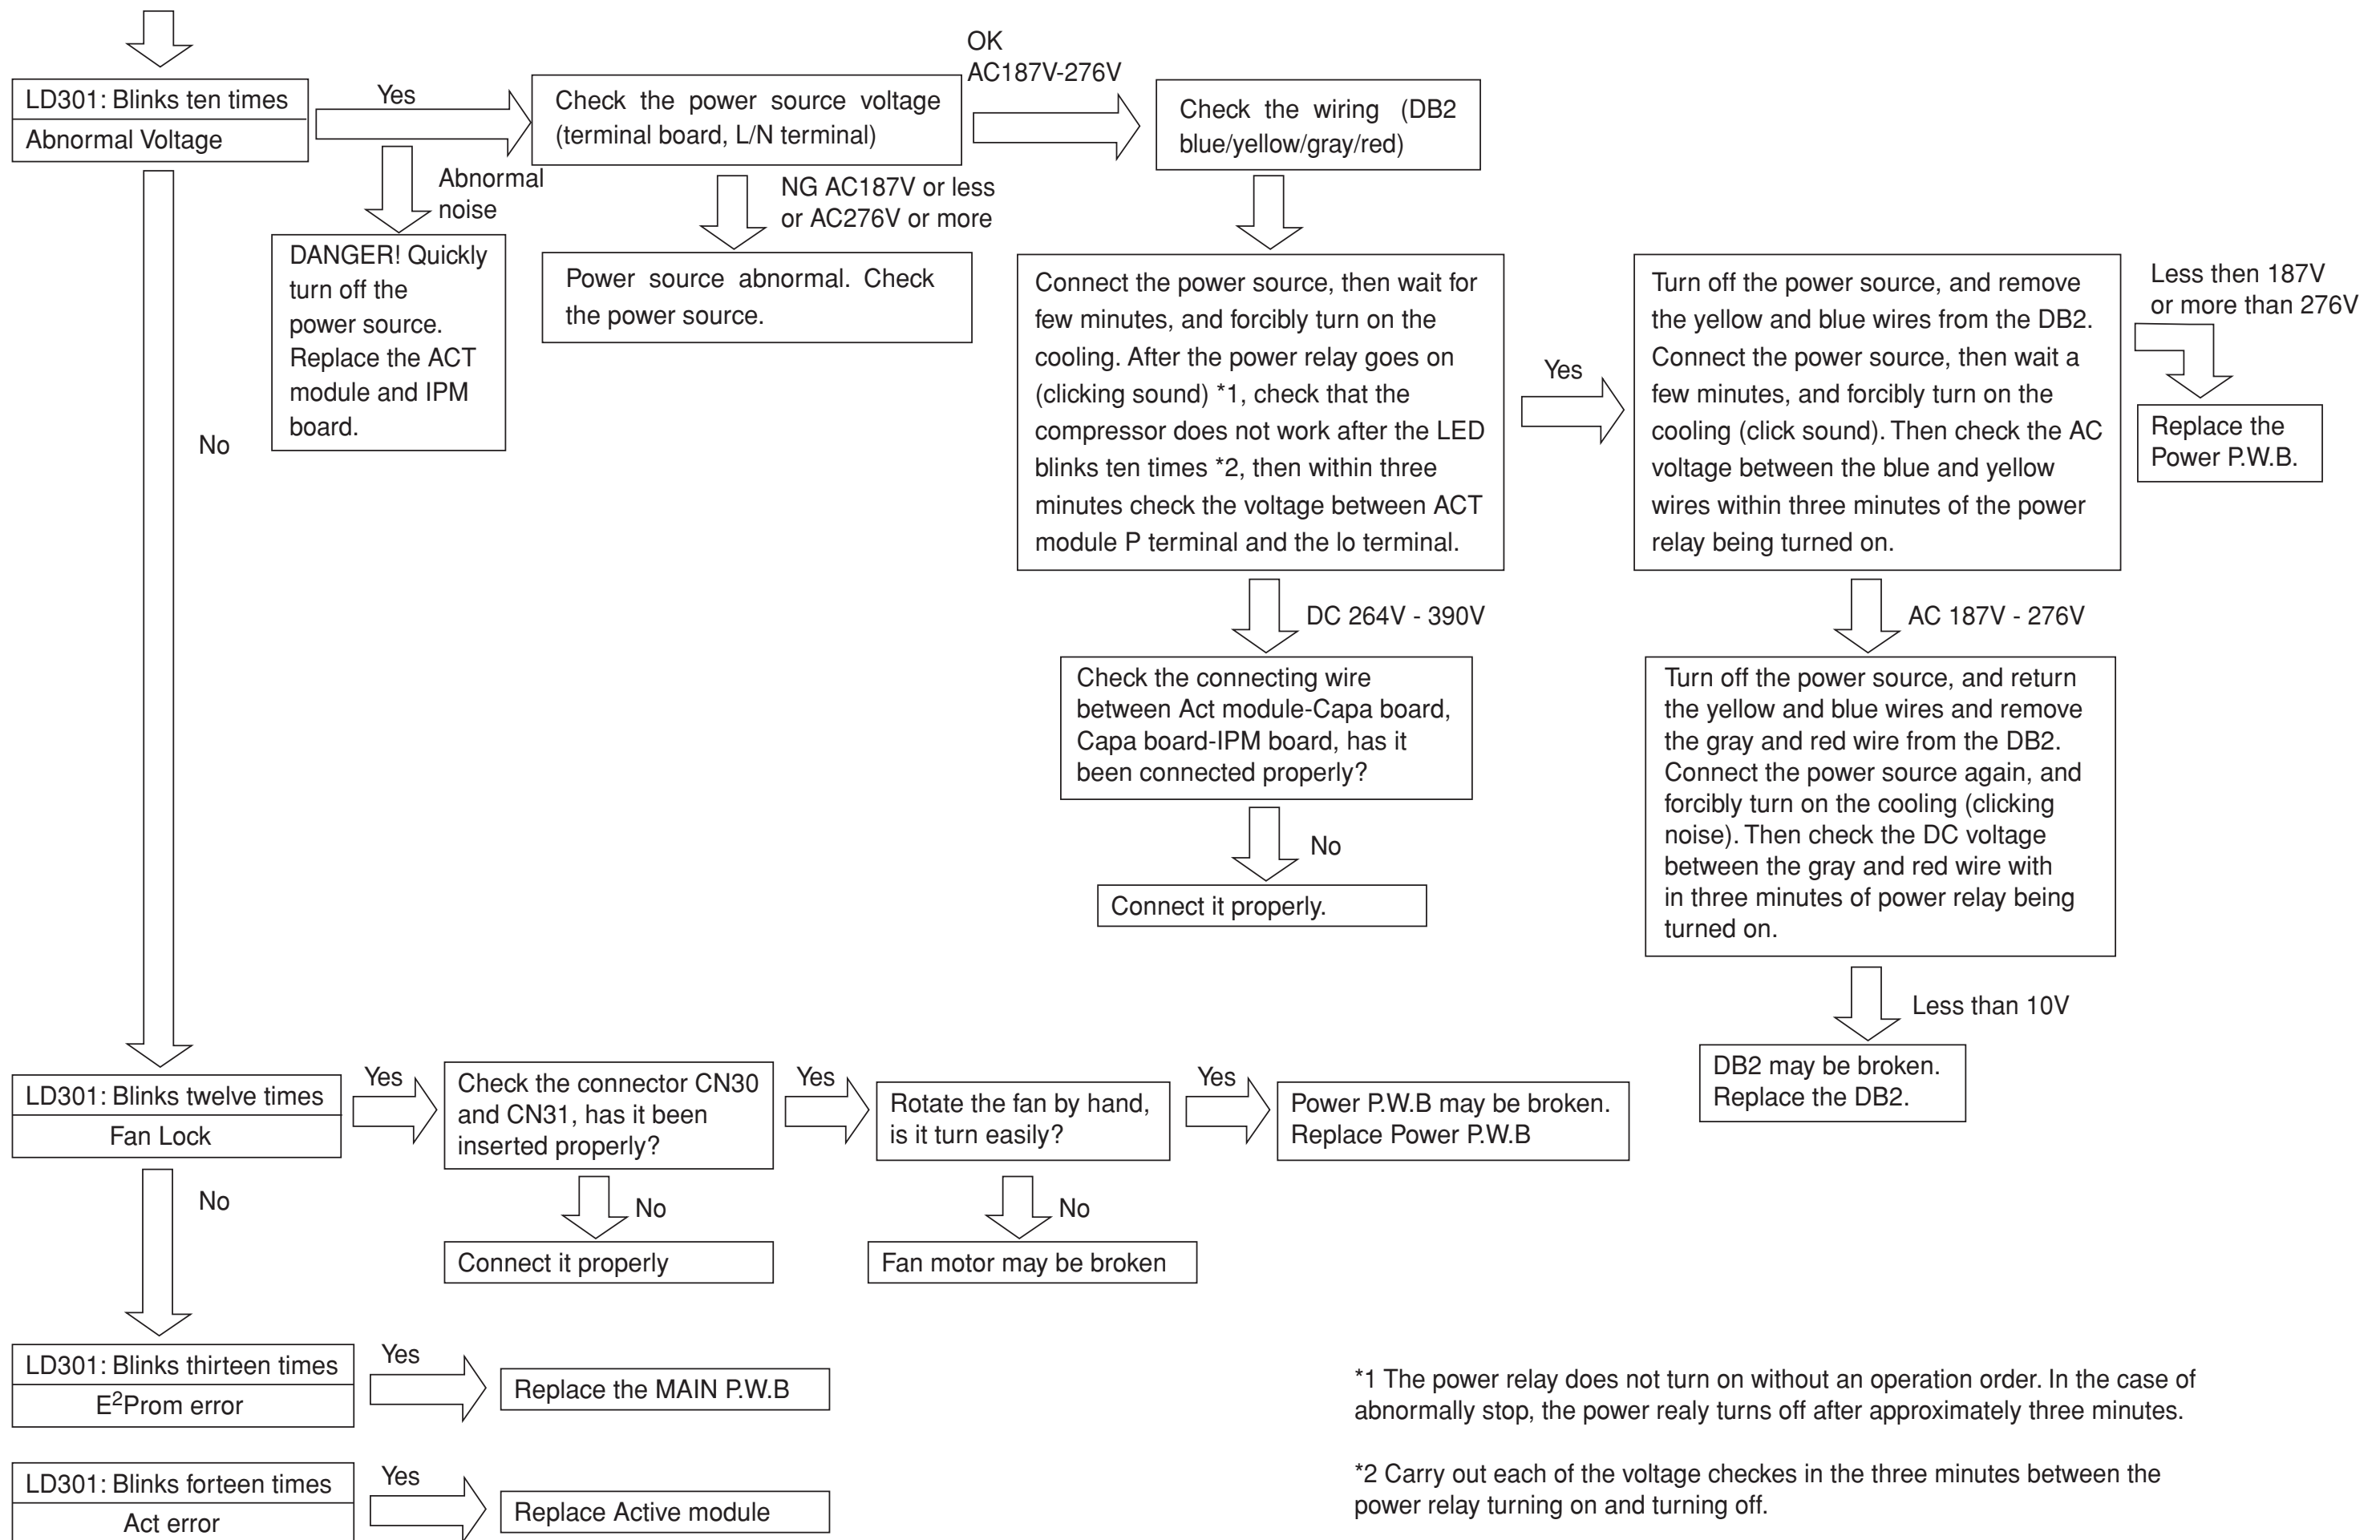 LD301: Blinks ten times
Abnormal Voltage
Yes
Abnormal
noise
DANGER! Quickly
turn off the
power source.
Replace the ACT
module and IPM
board.
No
Check the power source voltage
(terminal board, L/N terminal)
OK
AC187V-276V
NG AC187V or less
or AC276V or more
Power source abnormal. Check
the power source.
Check the wiring (DB2
blue/yellow/gray/red)
Connect the power source, then wait for
few minutes, and forcibly turn on the
cooling. After the power relay goes on
(clicking sound) *1, check that the
compressor does not work after the LED
blinks ten times *2, then within three
minutes check the voltage between ACT
module P terminal and the lo terminal.
Yes
DC 264V - 390V
Check the connecting wire
between Act module-Capa board,
Capa board-IPM board, has it
been connected properly?
No
Connect it properly.
Turn off the power source, and remove
the yellow and blue wires from the DB2.
Connect the power source, then wait a
few minutes, and forcibly turn on the
cooling (click sound). Then check the AC
voltage between the blue and yellow
wires within three minutes of the power
relay being turned on.
Less then 187V
or more than 276V
Replace the
Power P.W.B.
AC 187V - 276V
Turn off the power source, and return
the yellow and blue wires and remove
the gray and red wire from the DB2.
Connect the power source again, and
forcibly turn on the cooling (clicking
noise). Then check the DC voltage
between the gray and red wire with
in three minutes of power relay being
turned on.
Less than 10V
DB2 may be broken.
Replace the DB2.
LD301: Blinks twelve times
Fan Lock
Yes
Check the connector CN30
and CN31, has it been
inserted properly?
Yes
Rotate the fan by hand,
is it turn easily?
Yes
Power P.W.B may be broken.
Replace Power P.W.B
No
No
Connect it properly
No
Fan motor may be broken
LD301: Blinks thirteen times
E²Prom error
Yes
Replace the MAIN P.W.B
LD301: Blinks forteen times
Act error
Yes
Replace Active module
*1 The power relay does not turn on without an operation order. In the case of
abnormally stop, the power realy turns off after approximately three minutes.
*2 Carry out each of the voltage checkes in the three minutes between the
power relay turning on and turning off.